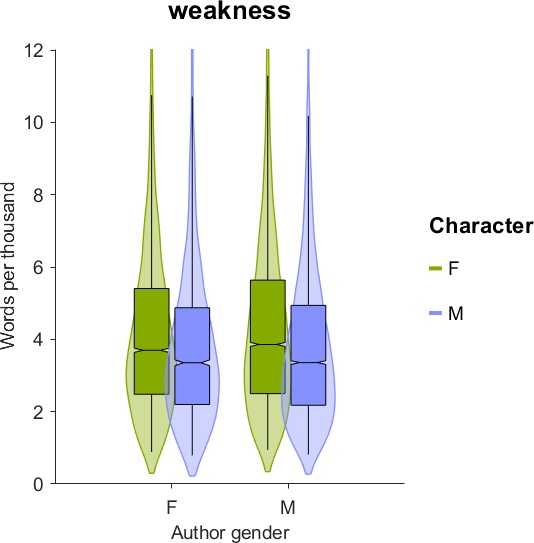 weakness
Words per thousand
12
10
8
6
4
2
0
F
M
Author gender
Character
F
M